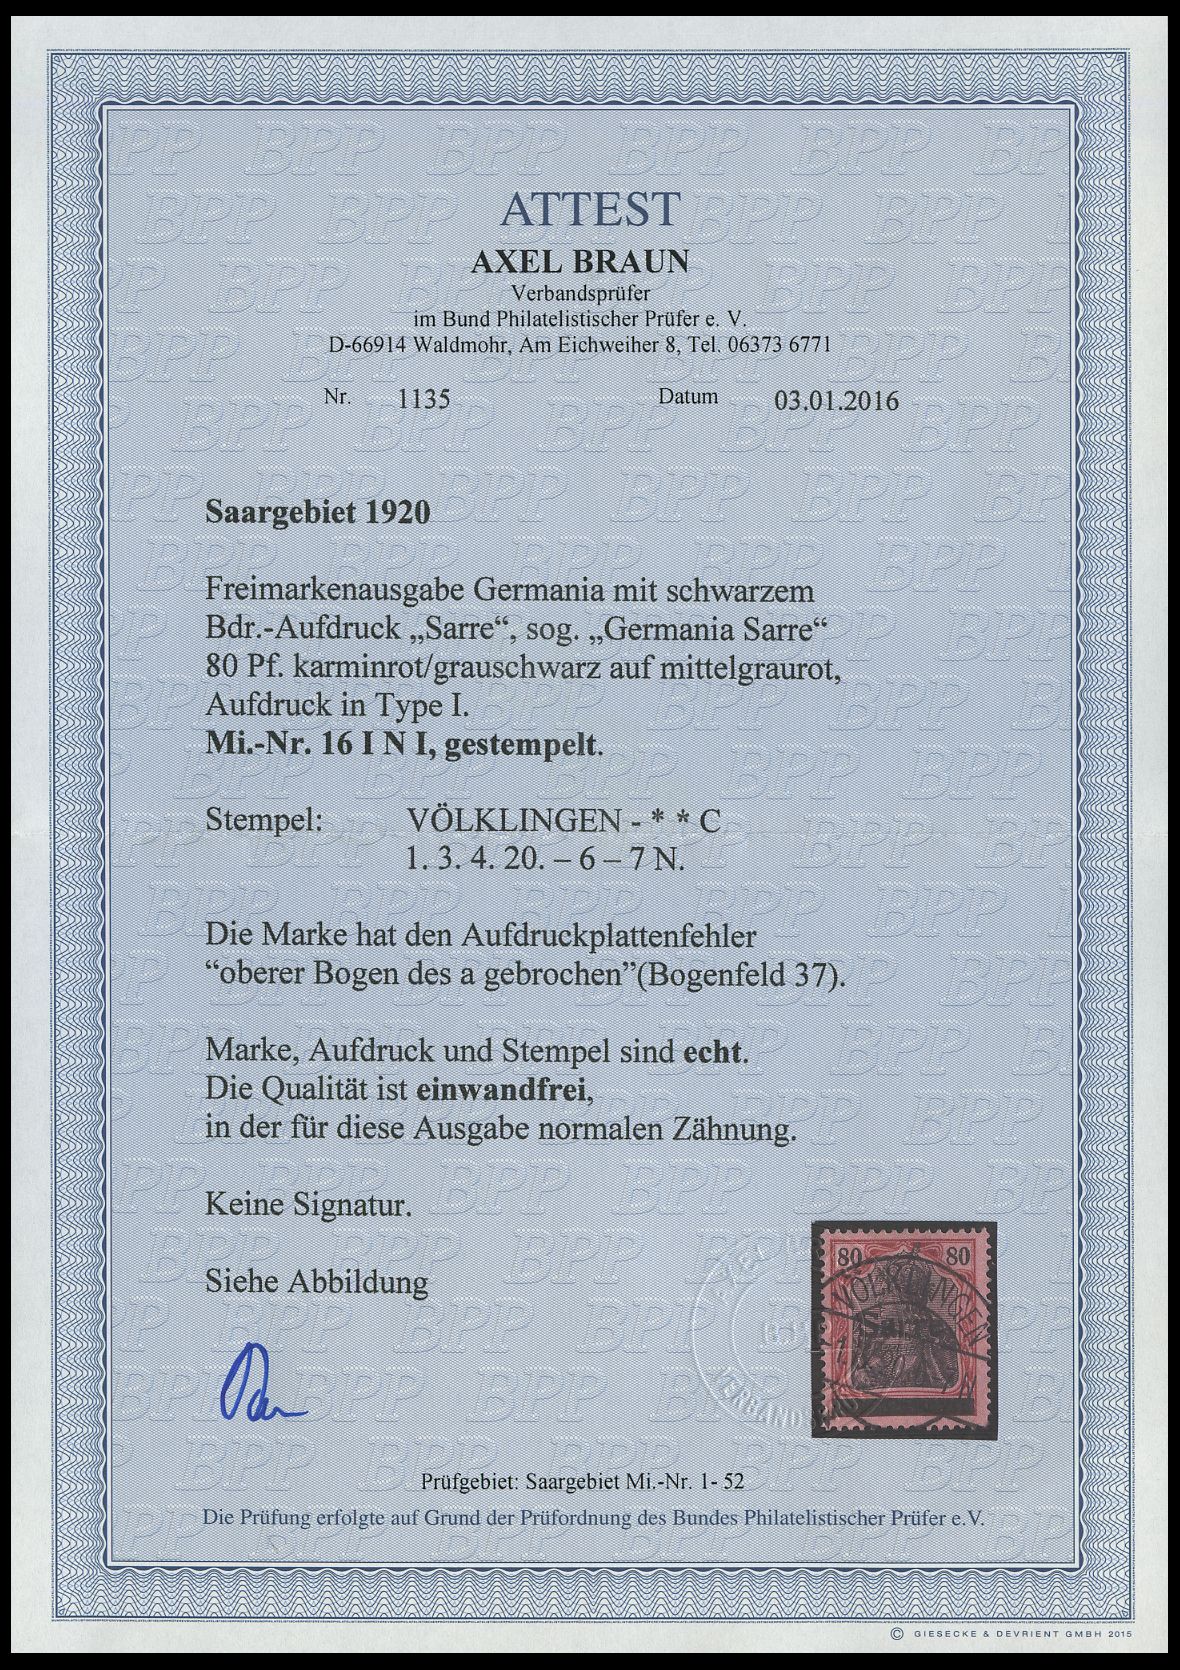 ATTEST
AXEL BRAUN
Verbandsprüfer
im Bund Philatelistischer Prüfer e. V.
D-66914 Waldmohr, Am Eichweiher 8, Tel. 06373 6771
Nr. 1135 Datum 03.01.2016
Saargebiet 1920
Freimarkenausgabe Germania mit schwarzem
Bdr.-Aufdruck „Sarre“, sog. „Germania Sarre“
80 Pf. karminrot/grauschwarz auf mittelgraurot,
Aufdruck in Type I.
Mi.-Nr. 16 I N I, gestempelt.
Stempel: VÖLKLINGEN - * * C
1. 3. 4. 20. – 6 – 7 N.
Die Marke hat den Aufdruckplattenfehler
“oberer Bogen des a gebrochen”(Bogenfeld 37).
Marke, Aufdruck und Stempel sind echt.
Die Qualität ist einwandfrei,
in der für diese Ausgabe normalen Zähnung.
Keine Signatur.
Siehe Abbildung
80 80
VÖLKLINGEN
Sarre
Prüfgebiet: Saargebiet Mi.-Nr. 1- 52
Die Prüfung erfolgte auf Grund der Prüfordnung des Bundes Philatelistischer Prüfer e.V.
© GIESECKE & DEVRIENT GMBH 2015